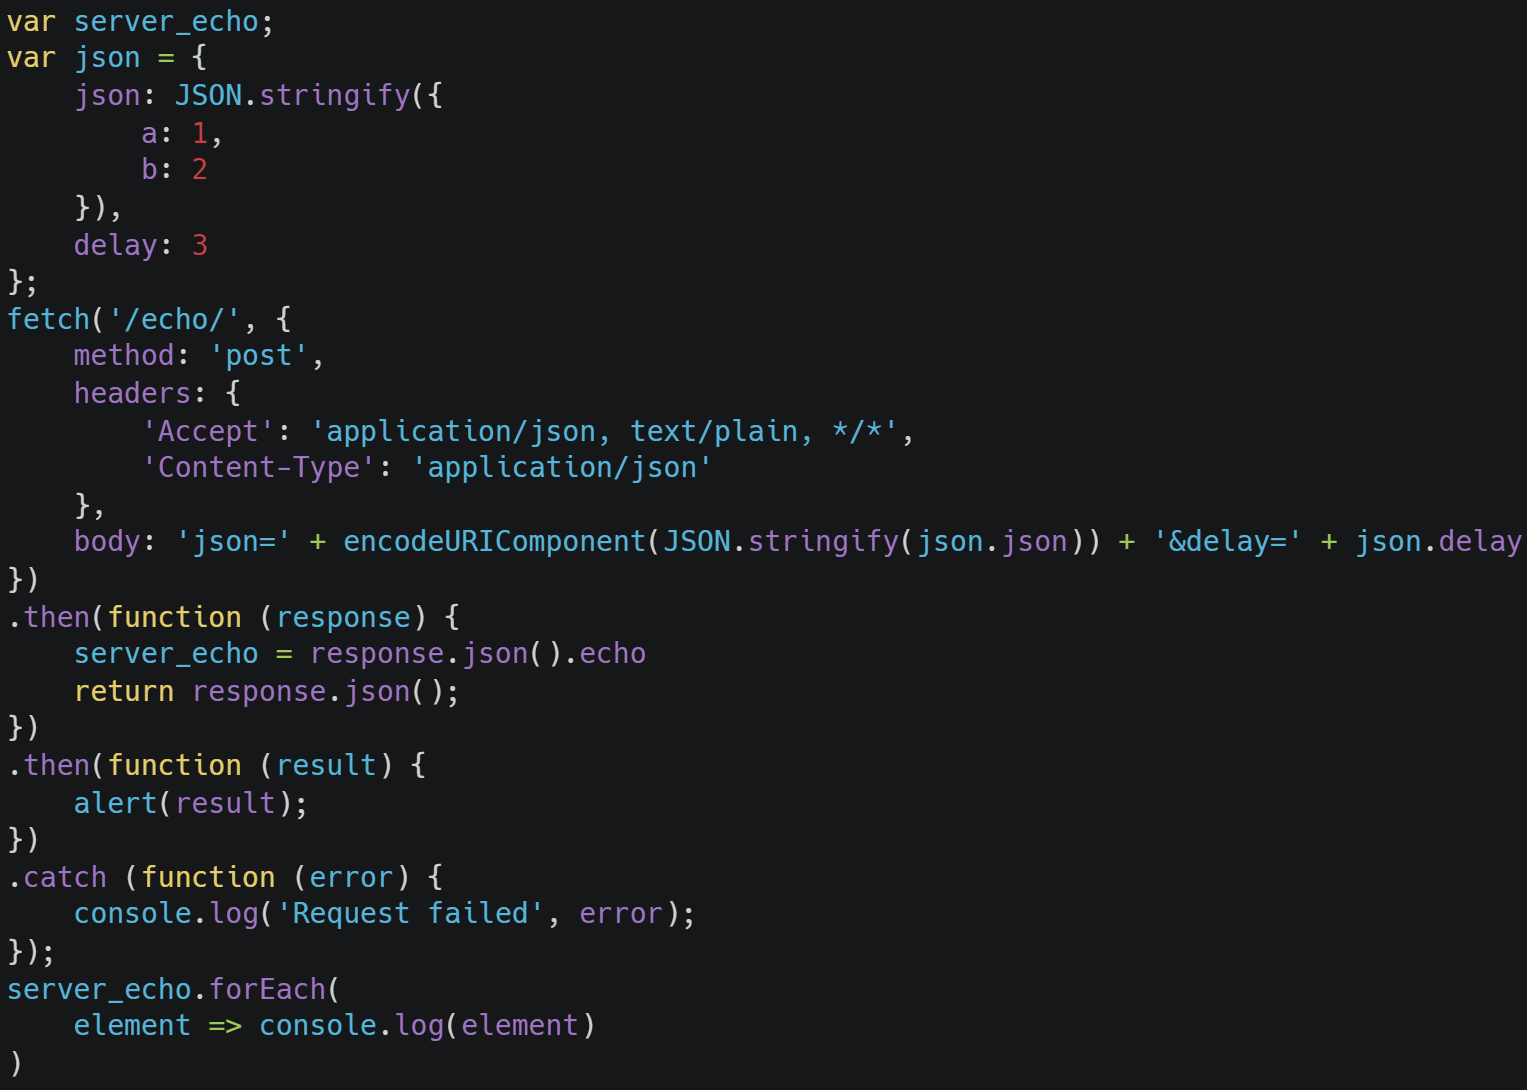 var server_echo;
var json = {
    json: JSON.stringify({
        a: 1,
        b: 2
    }),
    delay: 3
};
fetch('/echo/', {
    method: 'post',
    headers: {
        'Accept': 'application/json, text/plain, */*',
        'Content-Type': 'application/json'
    },
    body: 'json=' + encodeURIComponent(JSON.stringify(json.json)) + '&delay=' + json.delay
})
.then(function (response) {
    server_echo = response.json().echo
    return response.json();
})
.then(function (result) {
    alert(result);
})
.catch (function (error) {
    console.log('Request failed', error);
});
server_echo.forEach(
    element => console.log(element)
)